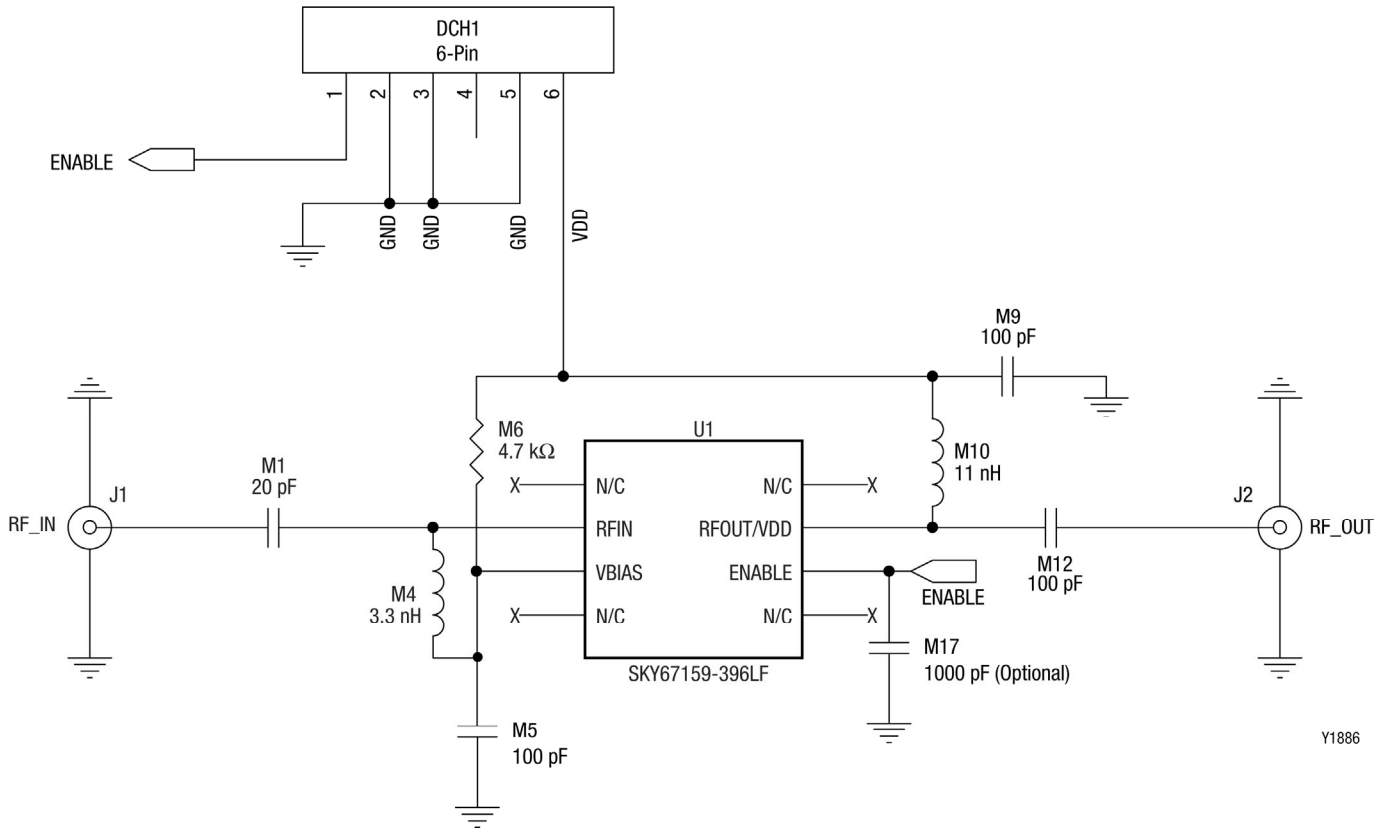 DCH1
6-Pin
1
2
3
4
5
6
ENABLE
GND
GND
GND
VDD
M9
100 pF
M6
4.7 kΩ
U1
M10
11 nH
M1
20 pF
J1
RF_IN
X
N/C
N/C
X
J2
RF_OUT
RFIN
RFOUT/VDD
M12
100 pF
VBIAS
ENABLE
ENABLE
M4
3.3 nH
X
N/C
N/C
X
SKY67159-396LF
M17
1000 pF (Optional)
M5
100 pF
Y1886